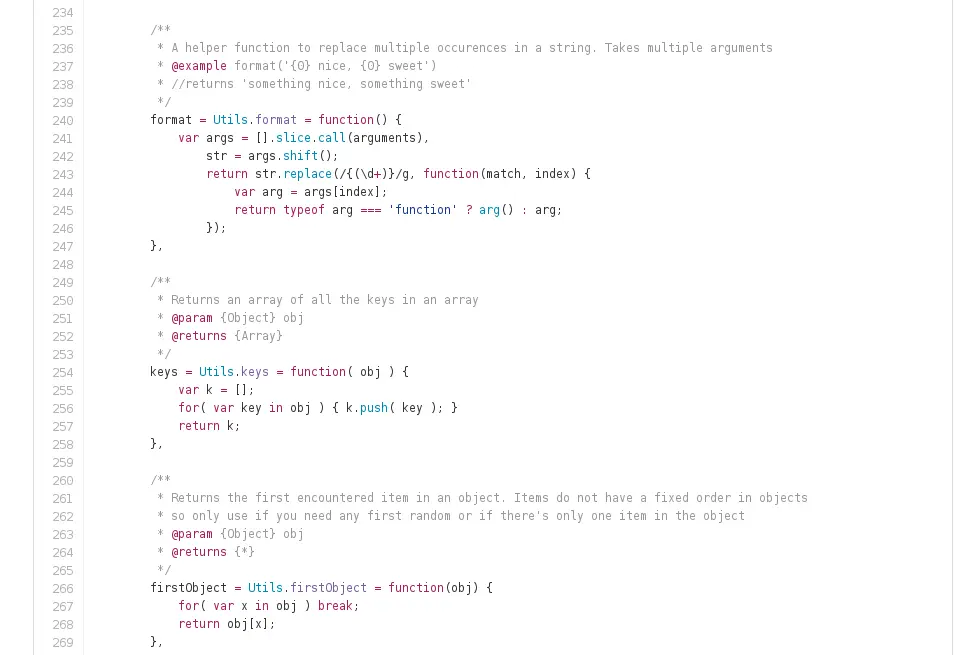 234
235 /**
236 * A helper function to replace multiple occurences in a string. Takes multiple arguments
237 * @example format('{0} nice, {0} sweet')
238 * //returns 'something nice, something sweet'
239 */
240 format = Utils.format = function() {
241 var args = [].slice.call(arguments),
242 str = args.shift();
243 return str.replace(/{(\d+)}/g, function(match, index) {
244 var arg = args[index];
245 return typeof arg === 'function' ? arg() : arg;
246 });
247 },
248
249 /**
250 * Returns an array of all the keys in an array
251 * @param {Object} obj
252 * @returns {Array}
253 */
254 keys = Utils.keys = function( obj ) {
255 var k = [];
256 for( var key in obj ) { k.push( key ); }
257 return k;
258 },
259
260 /**
261 * Returns the first encountered item in an object. Items do not have a fixed order in objects
262 * so only use if you need any first random or if there's only one item in the object
263 * @param {Object} obj
264 * @returns {*}
265 */
266 firstObject = Utils.firstObject = function(obj) {
267 for( var x in obj ) break;
268 return obj[x];
269 },